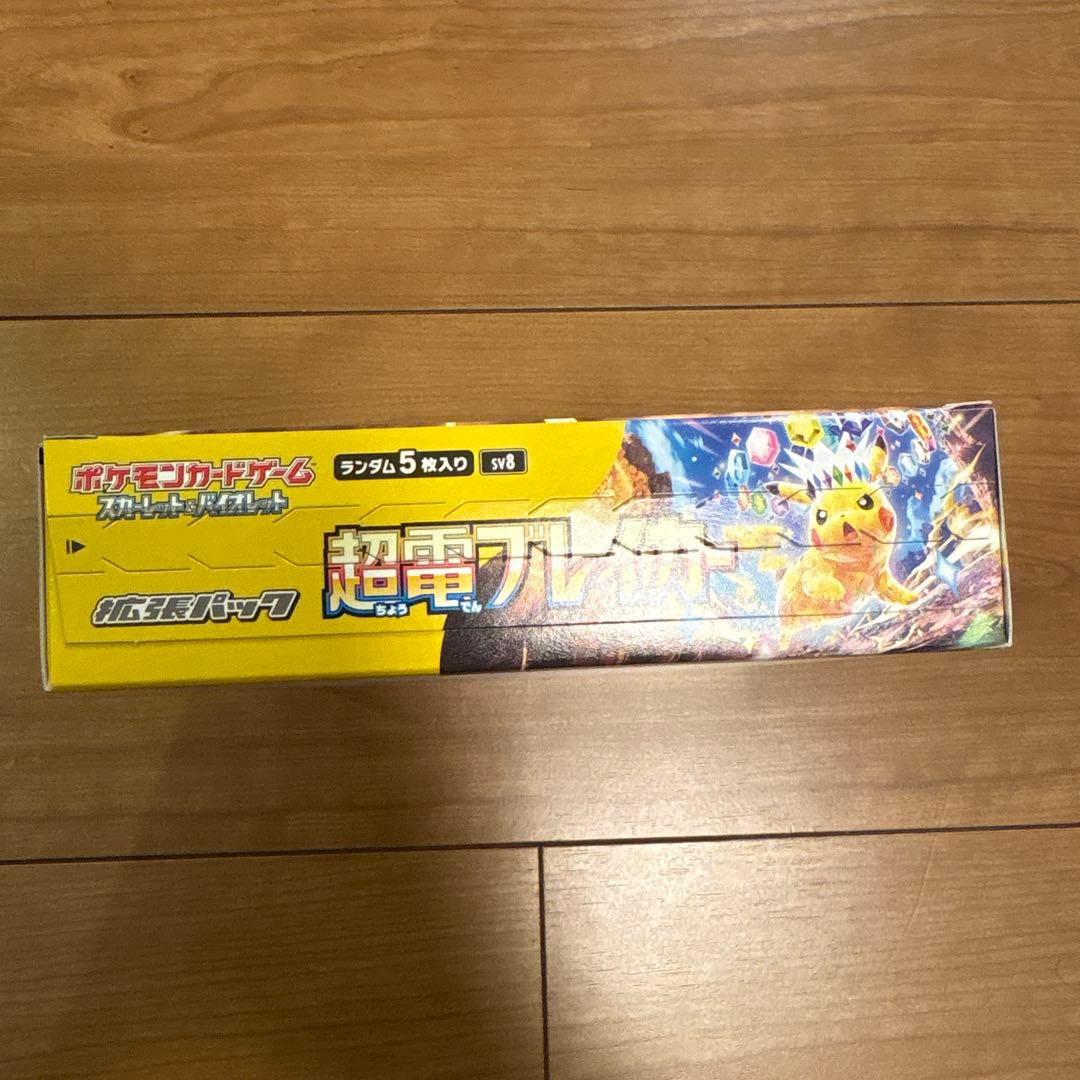 ポケモンカードゲーム™
スカーレット&バイオレット
ランダム5枚入り
SV8
超電ブレイカー
ちょう でん
拡張パック